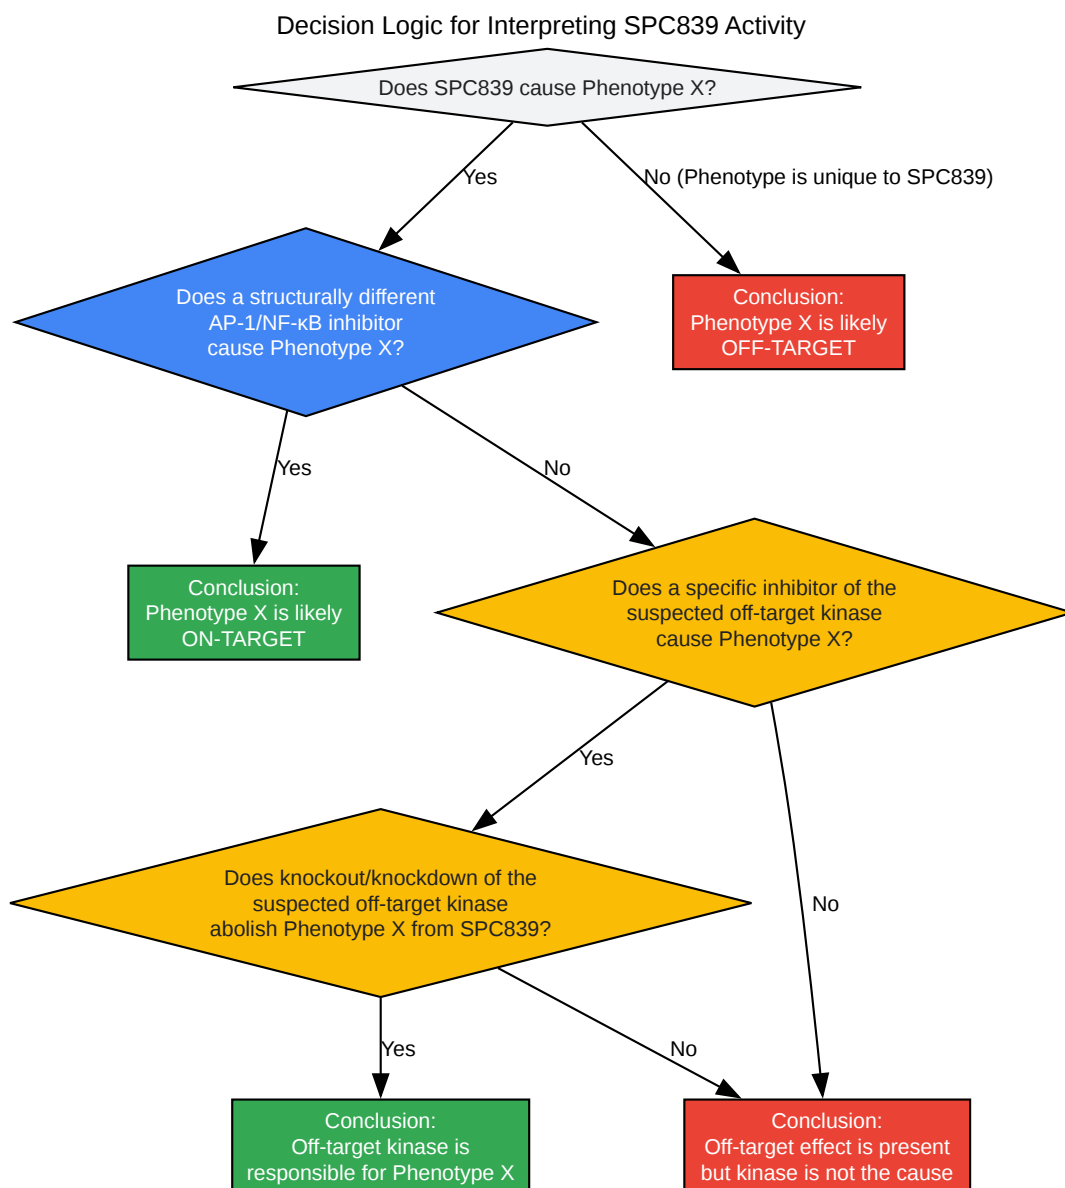 Decision Logic for Interpreting SPC839 Activity
Does SPC839 cause Phenotype X?
Yes
No (Phenotype is unique to SPC839)
Does a structurally different
AP-1/NF-κB inhibitor
cause Phenotype X?
Conclusion:
Phenotype X is likely
OFF-TARGET
Yes
No
Conclusion:
Phenotype X is likely
ON-TARGET
Does a specific inhibitor of the
suspected off-target kinase
cause Phenotype X?
Yes
No
Does knockout/knockdown of the
suspected off-target kinase
abolish Phenotype X from SPC839?
Yes
No
Conclusion:
Off-target kinase is
responsible for Phenotype X
Conclusion:
Off-target effect is present
but kinase is not the cause